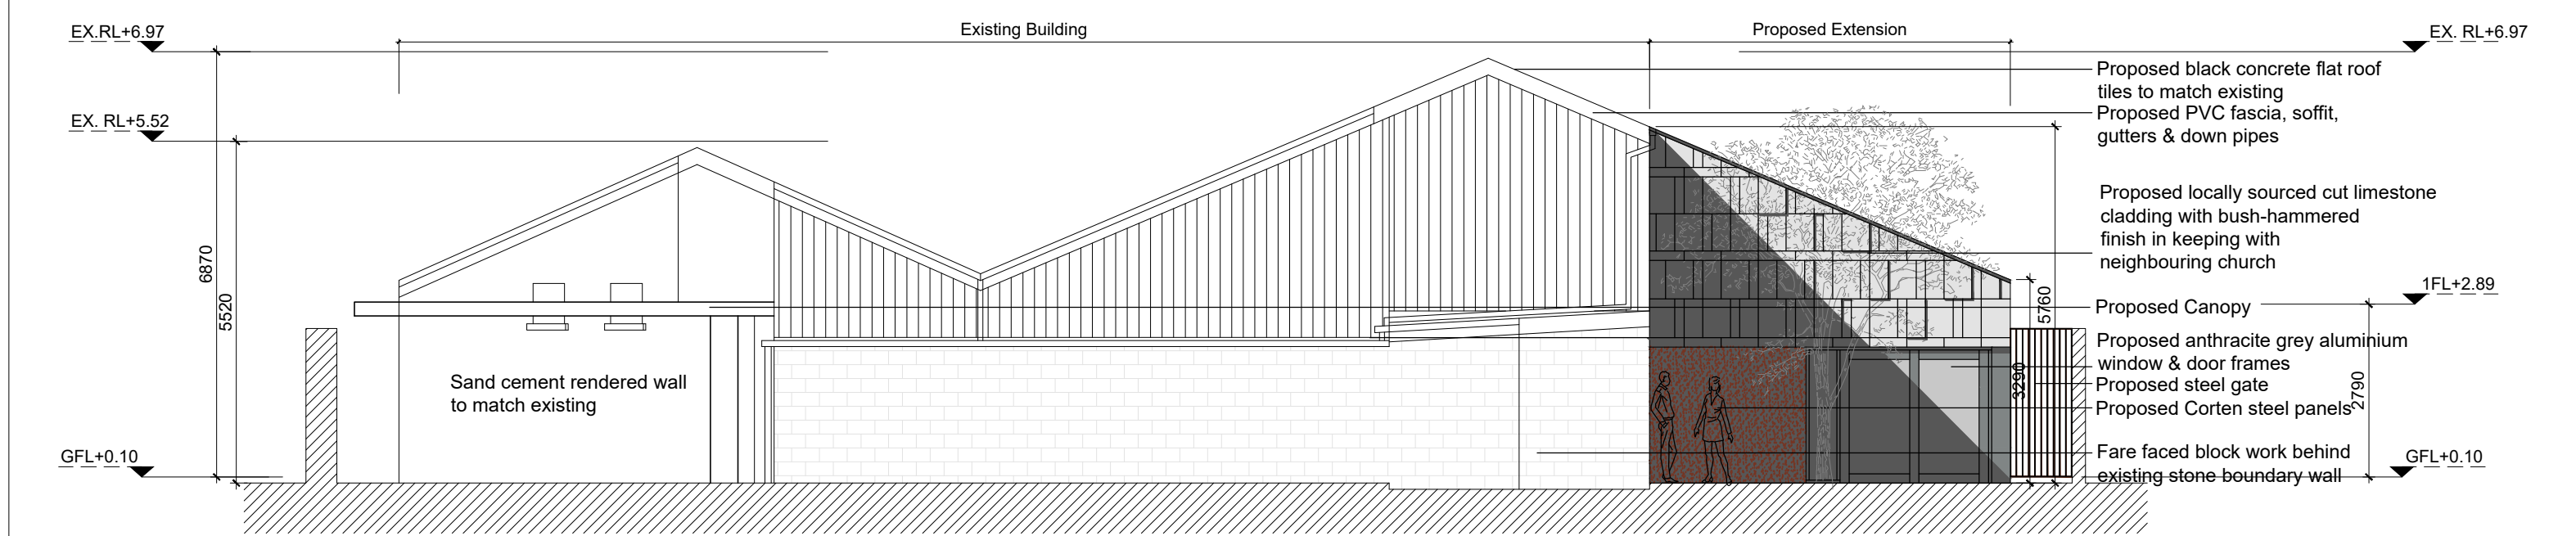 Existing Building
Proposed Extension
EX.RL+6.97
EX. RL+6.97
EX. RL+5.52
Proposed black concrete flat roof
tiles to match existing
Proposed PVC fascia, soffit,
gutters & down pipes
Proposed locally sourced cut limestone
cladding with bush-hammered
finish in keeping with
neighbouring church
6870
5520
5760
1FL+2.89
Proposed Canopy
Proposed anthracite grey aluminium
window & door frames
3290
Proposed steel gate
2790
Proposed Corten steel panels
Sand cement rendered wall
to match existing
Fare faced block work behind
existing stone boundary wall
GFL+0.10
GFL+0.10